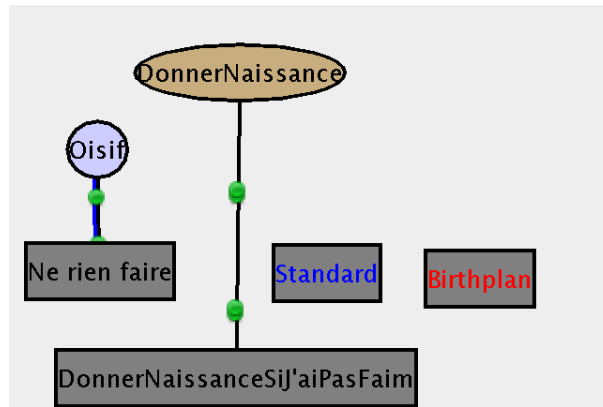 DonnerNaissance
Oisif
Ne rien faire
Standard
Birthplan
DonnerNaissanceSiJ'aiPasFaim